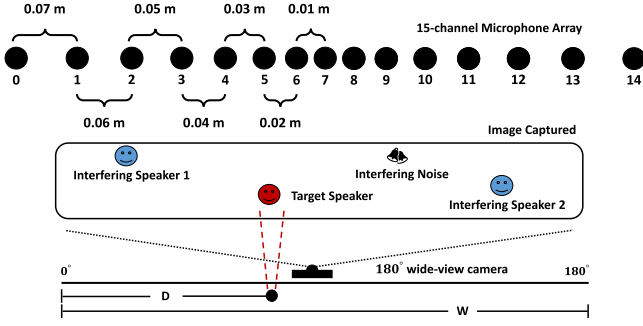 0.07 m 0.05 m 0.03 m 0.01 m
15-channel Microphone Array
0 1 2 3 4 5 6 7 8 9 10 11 12 13 14
0.06 m 0.04 m 0.02 m
Image Captured
Interfering Speaker 1
Interfering Noise
Target Speaker
Interfering Speaker 2
0° 180° wide-view camera 180°
D
W